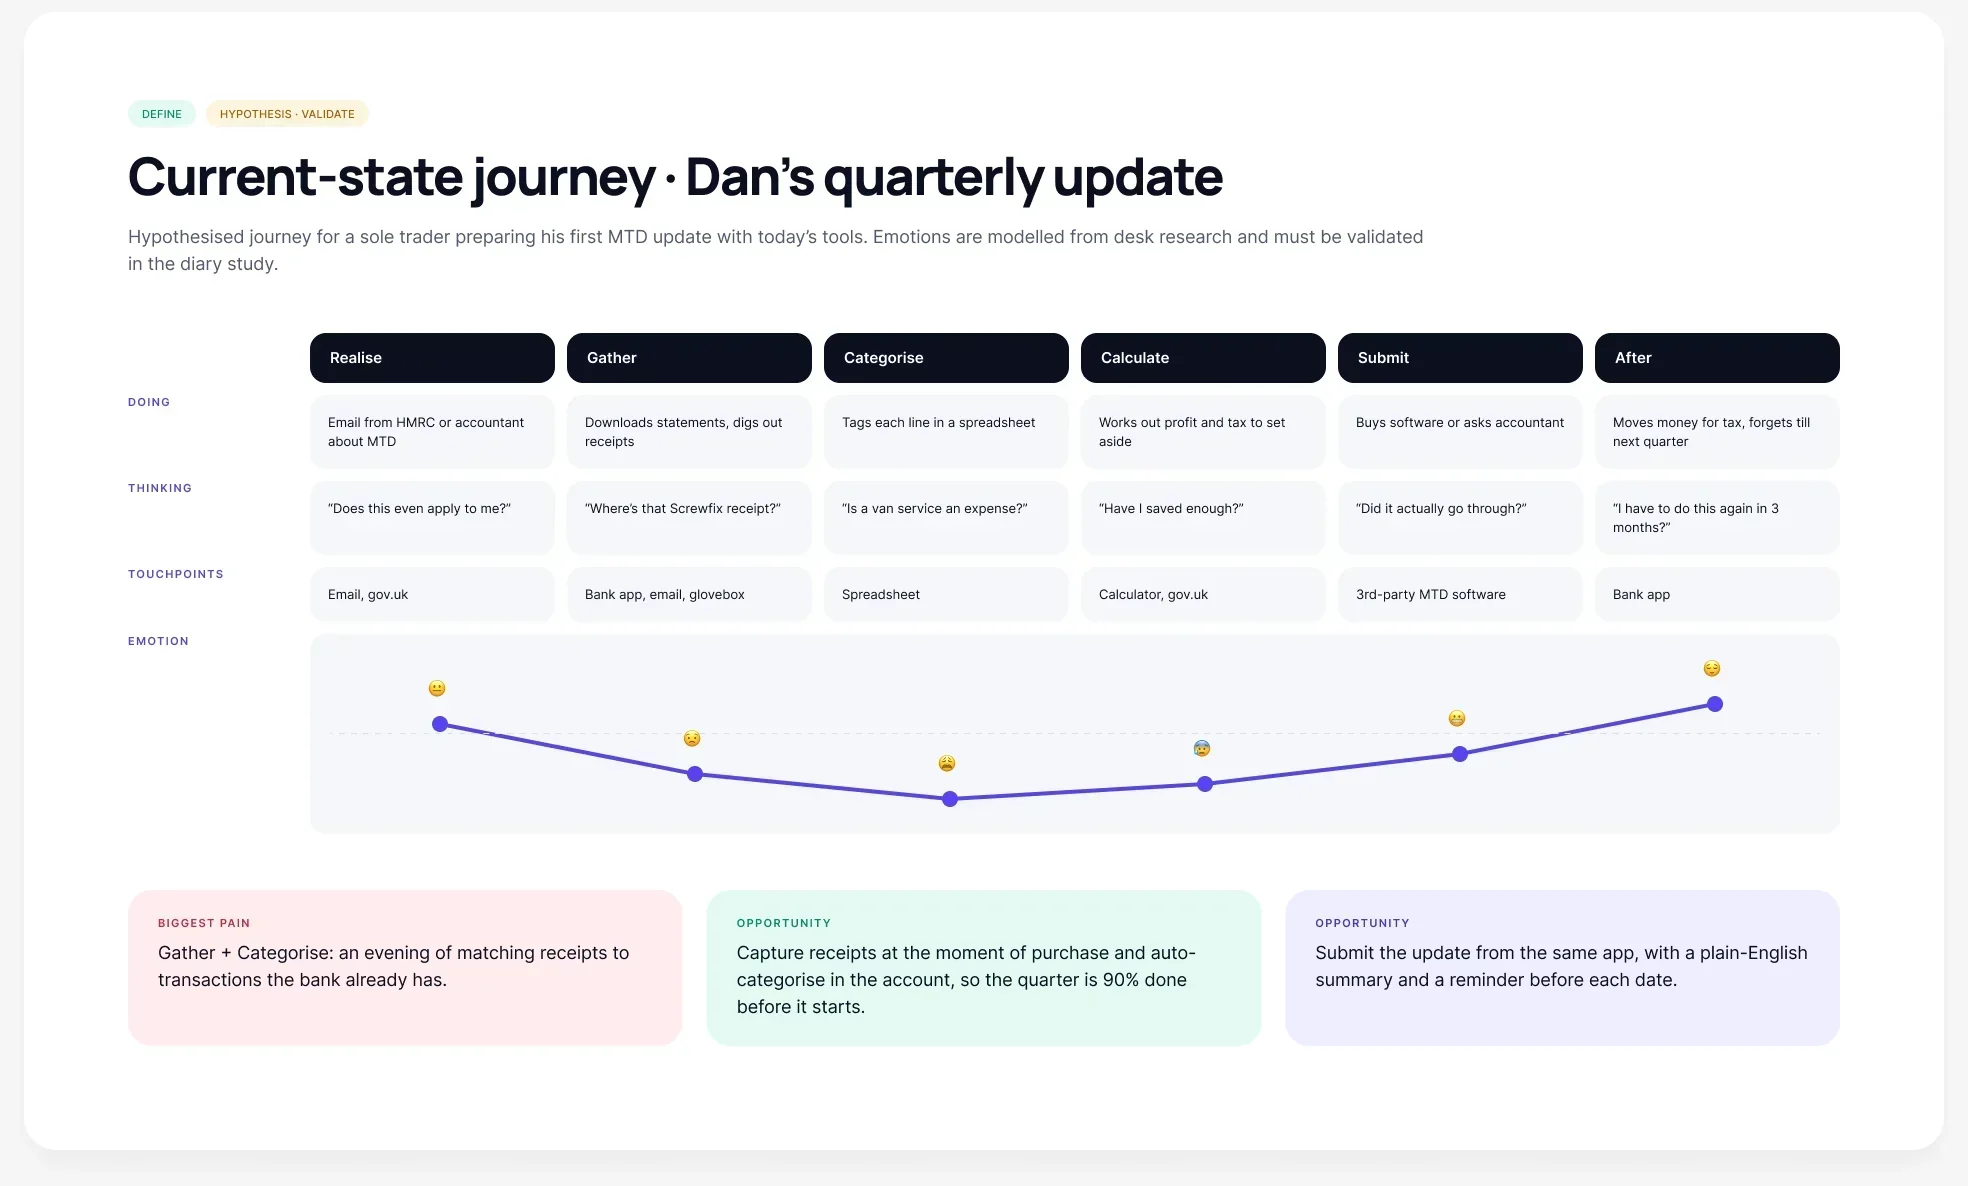 DEFINE
HYPOTHESIS · VALIDATE
Current-state journey · Dan’s quarterly update
Hypothesised journey for a sole trader preparing his first MTD update with today’s tools. Emotions are modelled from desk research and must be validated
in the diary study.
Realise
Gather
Categorise
Calculate
Submit
After
DOING
Email from HMRC or accountant
about MTD
Downloads statements, digs out
receipts
Tags each line in a spreadsheet
Works out profit and tax to set
aside
Buys software or asks accountant
Moves money for tax, forgets till
next quarter
THINKING
“Does this even apply to me?”
“Where’s that Screwfix receipt?”
“Is a van service an expense?”
“Have I saved enough?”
“Did it actually go through?”
“I have to do this again in 3
months?”
TOUCHPOINTS
Email, gov.uk
Bank app, email, glovebox
Spreadsheet
Calculator, gov.uk
3rd-party MTD software
Bank app
EMOTION
BIGGEST PAIN
Gather + Categorise: an evening of matching receipts to
transactions the bank already has.
OPPORTUNITY
Capture receipts at the moment of purchase and auto-
categorise in the account, so the quarter is 90% done
before it starts.
OPPORTUNITY
Submit the update from the same app, with a plain-English
summary and a reminder before each date.